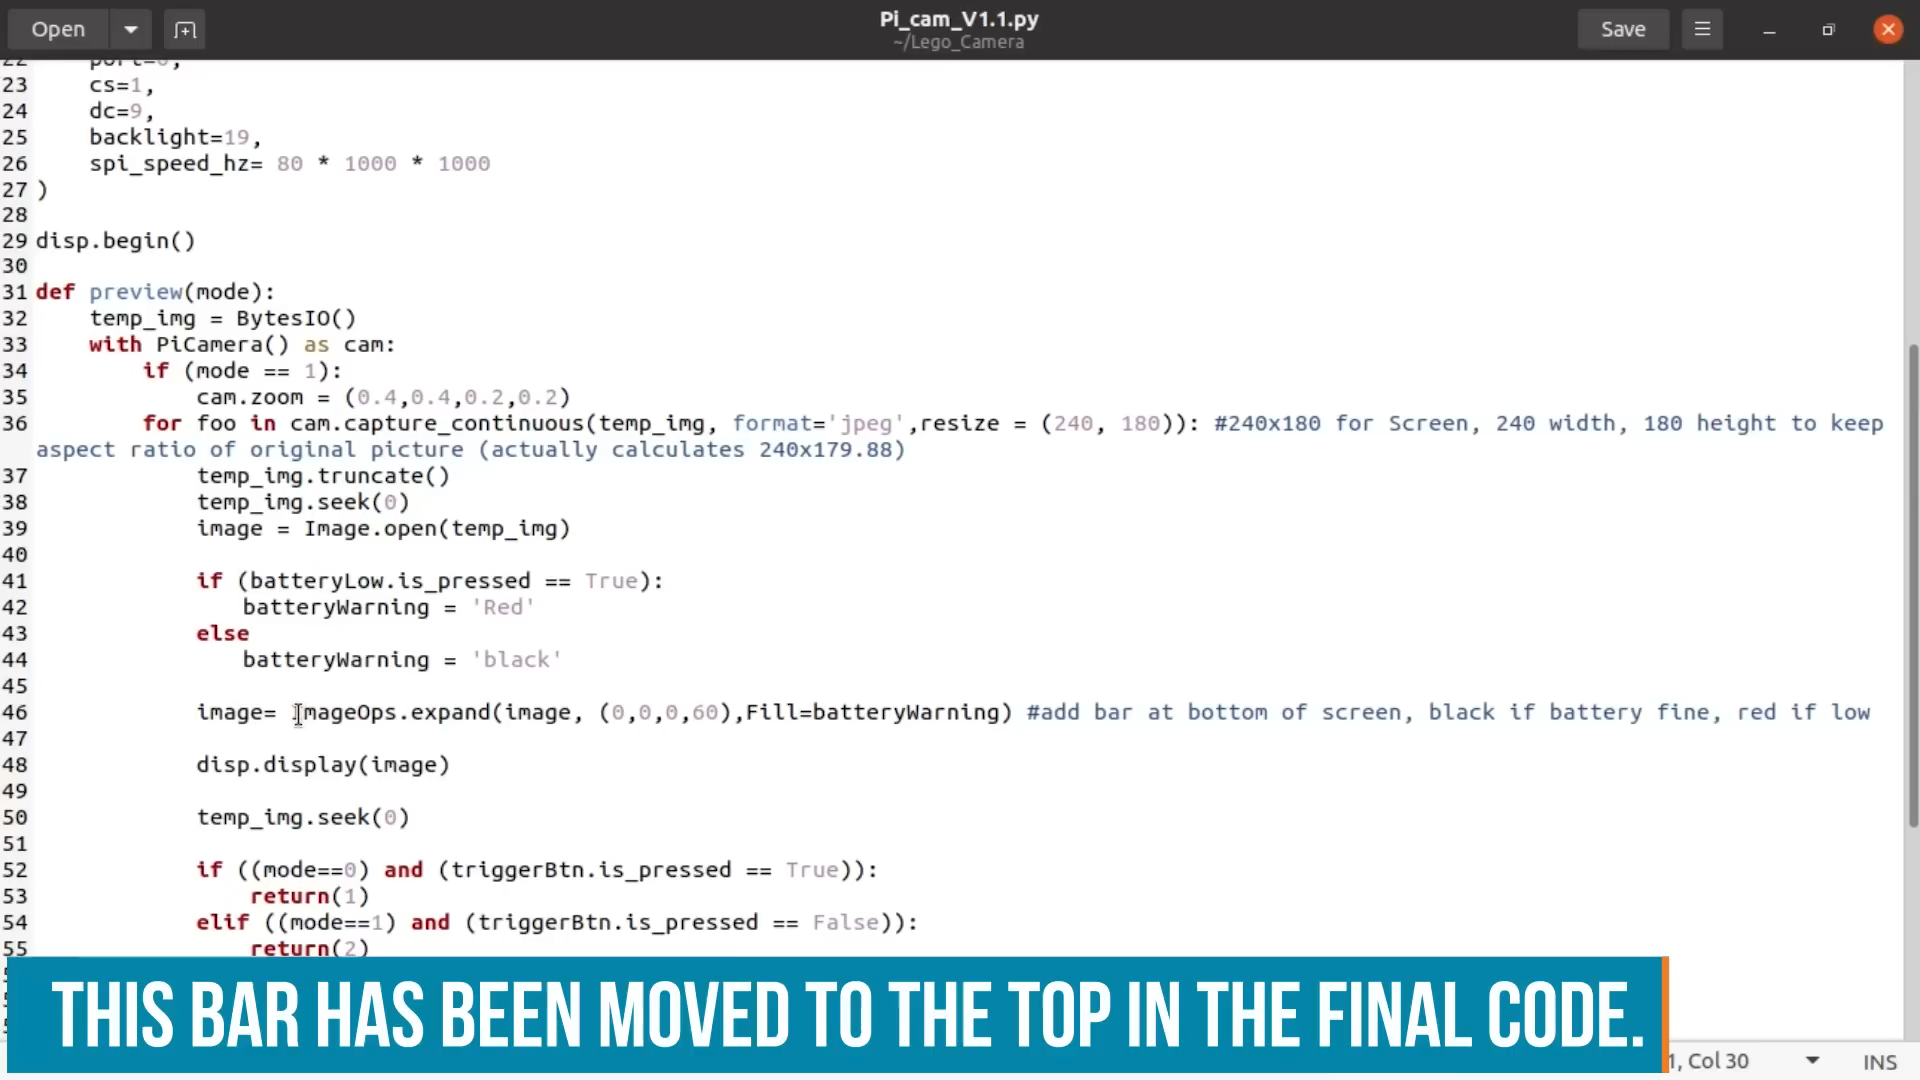 Open
Pi_cam_V1.1.py
~/Lego_Camera
Save
22     port=0,
23     cs=1,
24     dc=9,
25     backlight=19,
26     spi_speed_hz= 80 * 1000 * 1000
27 )
28
29 disp.begin()
30
31 def preview(mode):
32     temp_img = BytesIO()
33     with PiCamera() as cam:
34         if (mode == 1):
35             cam.zoom = (0.4,0.4,0.2,0.2)
36         for foo in cam.capture_continuous(temp_img, format='jpeg',resize = (240, 180)): #240x180 for Screen, 240 width, 180 height to keep
aspect ratio of original picture (actually calculates 240x179.88)
37             temp_img.truncate()
38             temp_img.seek(0)
39             image = Image.open(temp_img)
40
41             if (batteryLow.is_pressed == True):
42                 batteryWarning = 'Red'
43             else
44                 batteryWarning = 'black'
45
46             image= ImageOps.expand(image, (0,0,0,60),Fill=batteryWarning) #add bar at bottom of screen, black if battery fine, red if low
47
48             disp.display(image)
49
50             temp_img.seek(0)
51
52             if ((mode==0) and (triggerBtn.is_pressed == True)):
53                 return(1)
54             elif ((mode==1) and (triggerBtn.is_pressed == False)):
55                 return(2)
THIS BAR HAS BEEN MOVED TO THE TOP IN THE FINAL CODE.
1, Col 30
INS